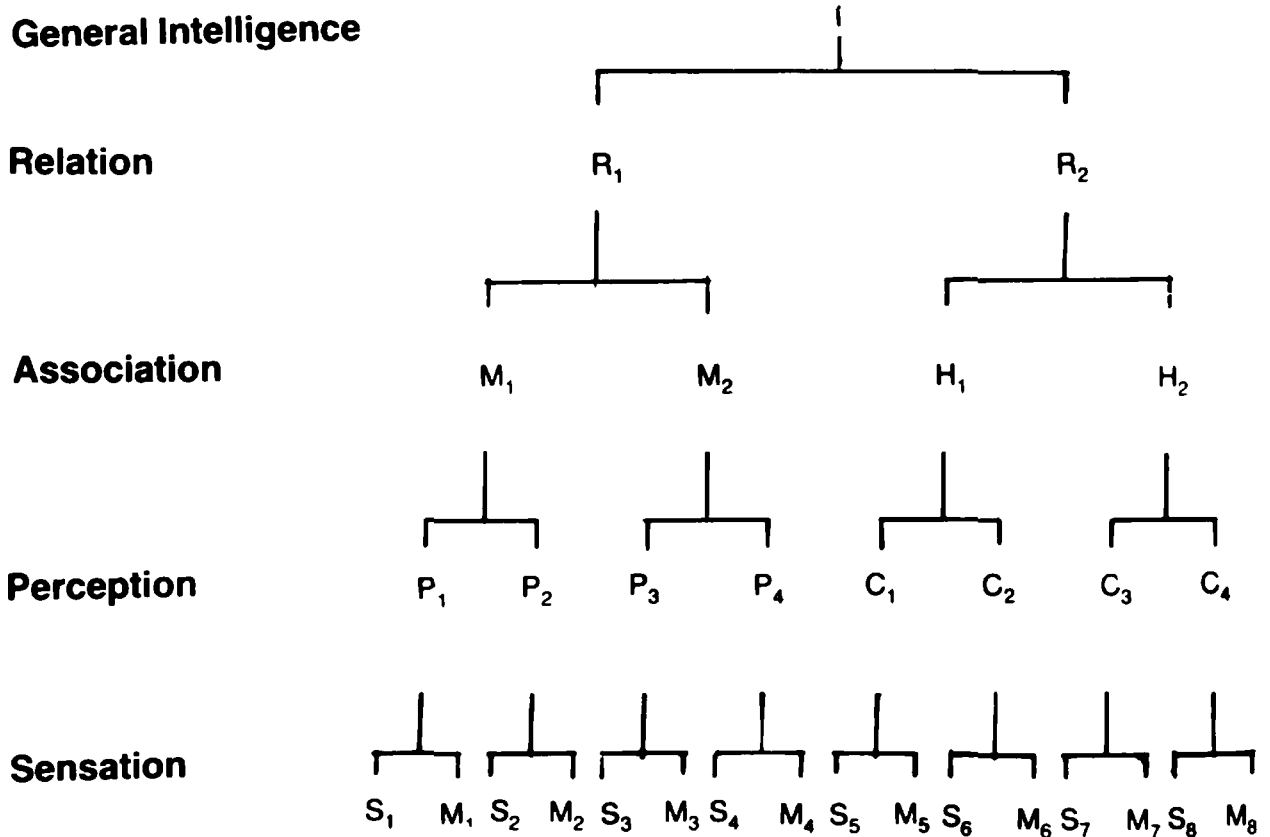 General Intelligence
Relation R₁ R₂
Association M₁ M₂ H₁ H₂
Perception P₁ P₂ P₃ P₄ C₁ C₂ C₃ C₄
Sensation S₁ M₁ S₂ M₂ S₃ M₃ S₄ M₄ S₅ M₅ S₆ M₆ S₇ M₇ S₈ M₈